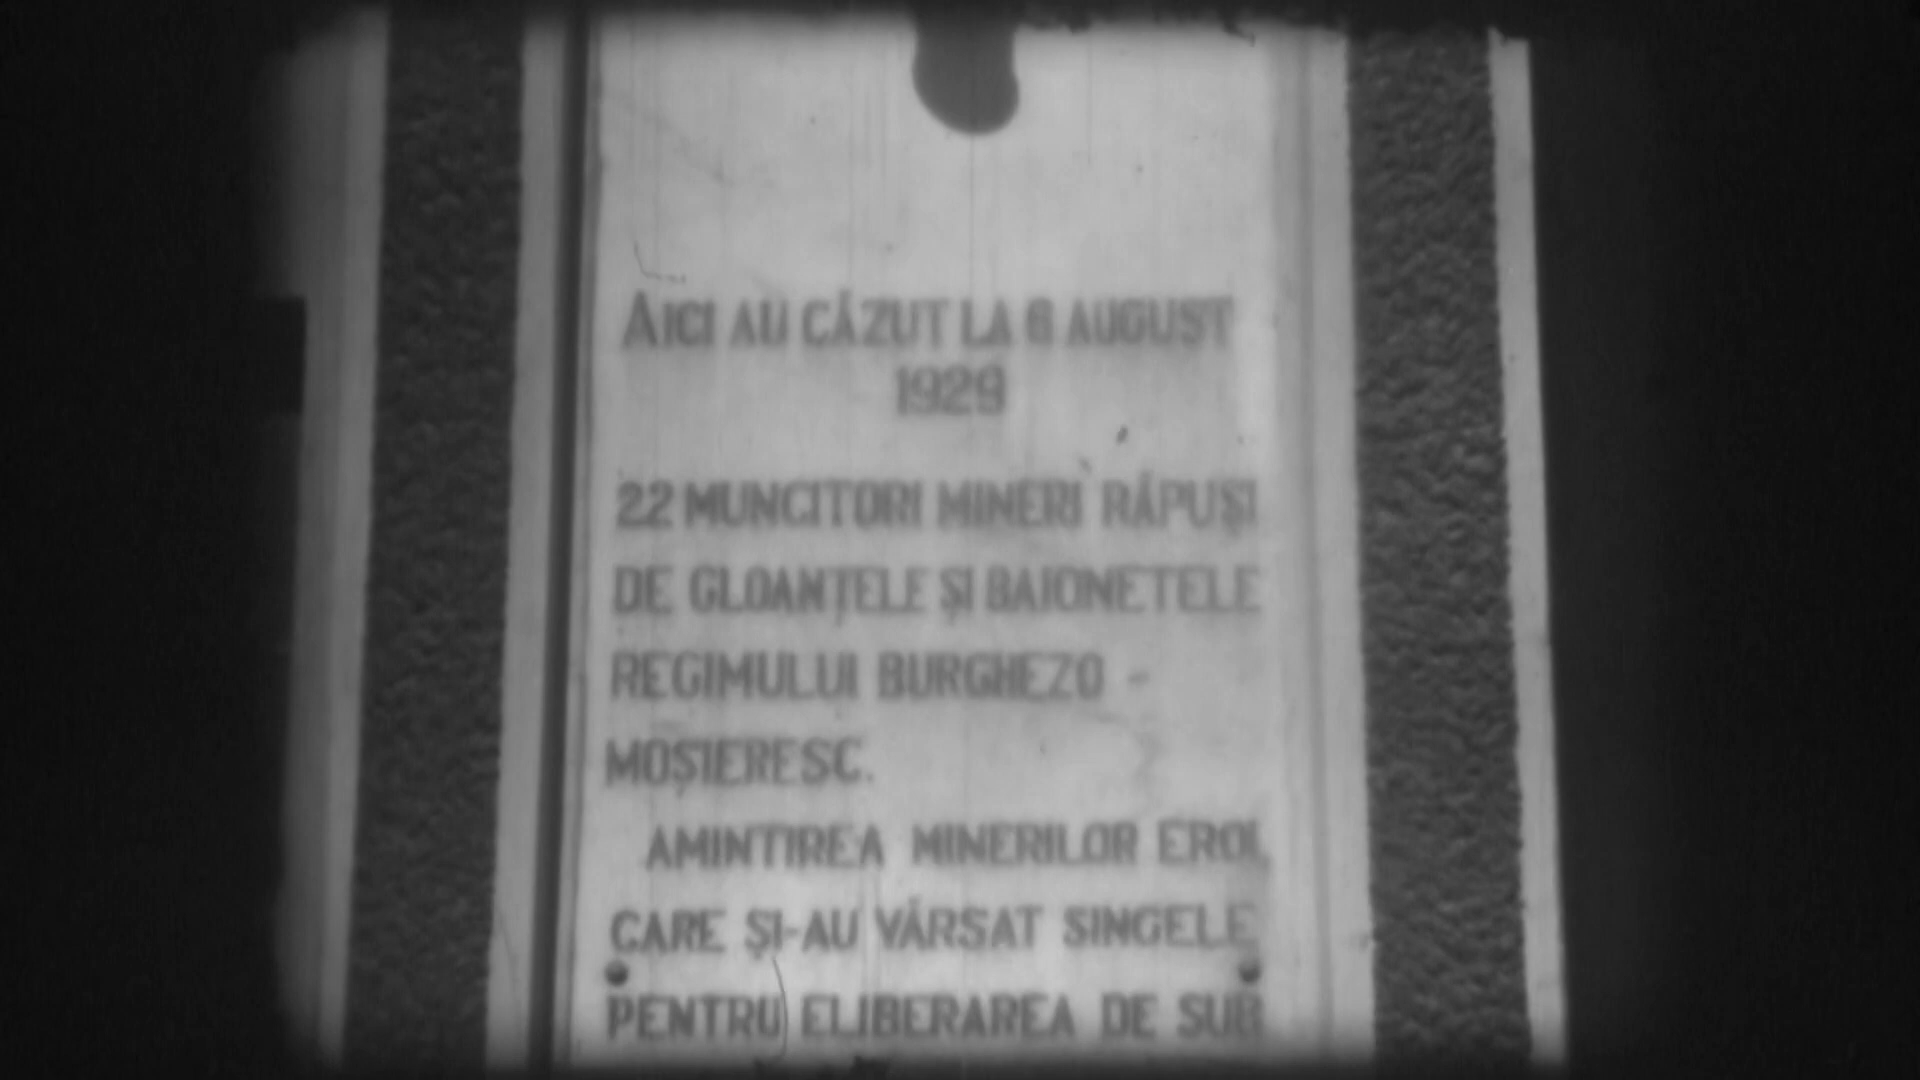 AICI AU CĂZUT LA 6 AUGUST
1929
22 MUNCITORI MINERI RĂPUȘI
DE GLOANȚELE ȘI BAIONETELE
REGIMULUI BURGHEZO -
MOȘIERESC.
AMINTIREA MINERILOR EROI,
CARE ȘI-AU VĂRSAT SINGELE
PENTRU ELIBERAREA DE SUB